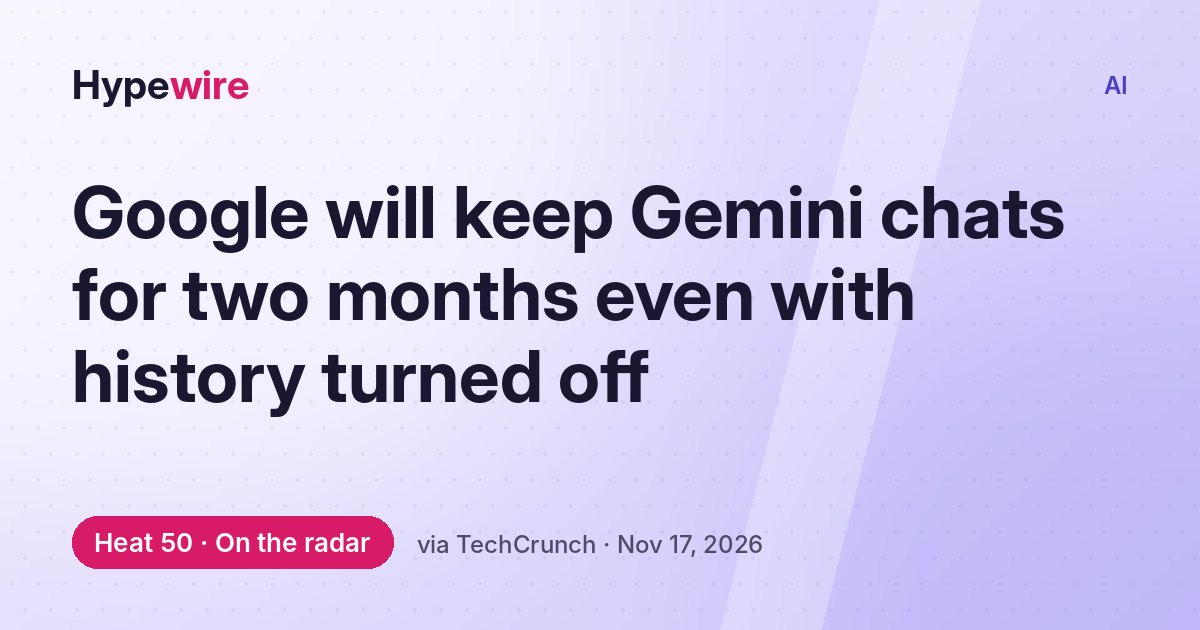 Hypewire
AI
Google will keep Gemini chats
for two months even with
history turned off
Heat 50 · On the radar
via TechCrunch · Nov 17, 2026